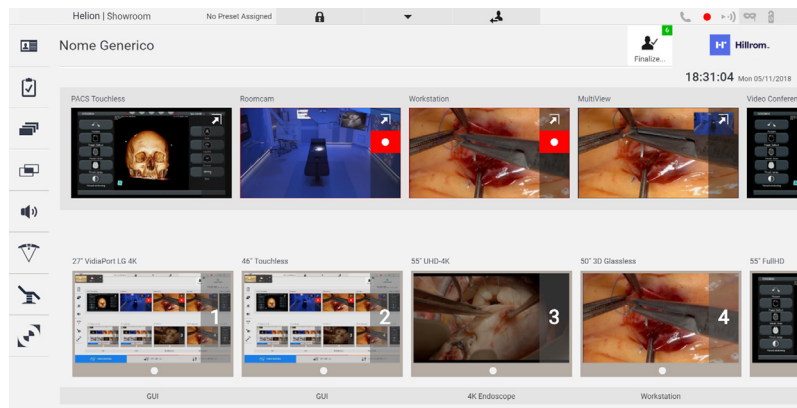 Helion | Showroom
No Preset Assigned
Nome Generico
6
Finalize...
H
Hillrom.
18:31:04 Mon 05/11/2018
PACS Touchless
Roomcam
Workstation
MultiView
Video Conferen
27" VidiaPort LG 4K
46" Touchless
55" UHD-4K
50" 3D Glassless
55" FullHD
1
2
3
4
GUI
GUI
4K Endoscope
Workstation